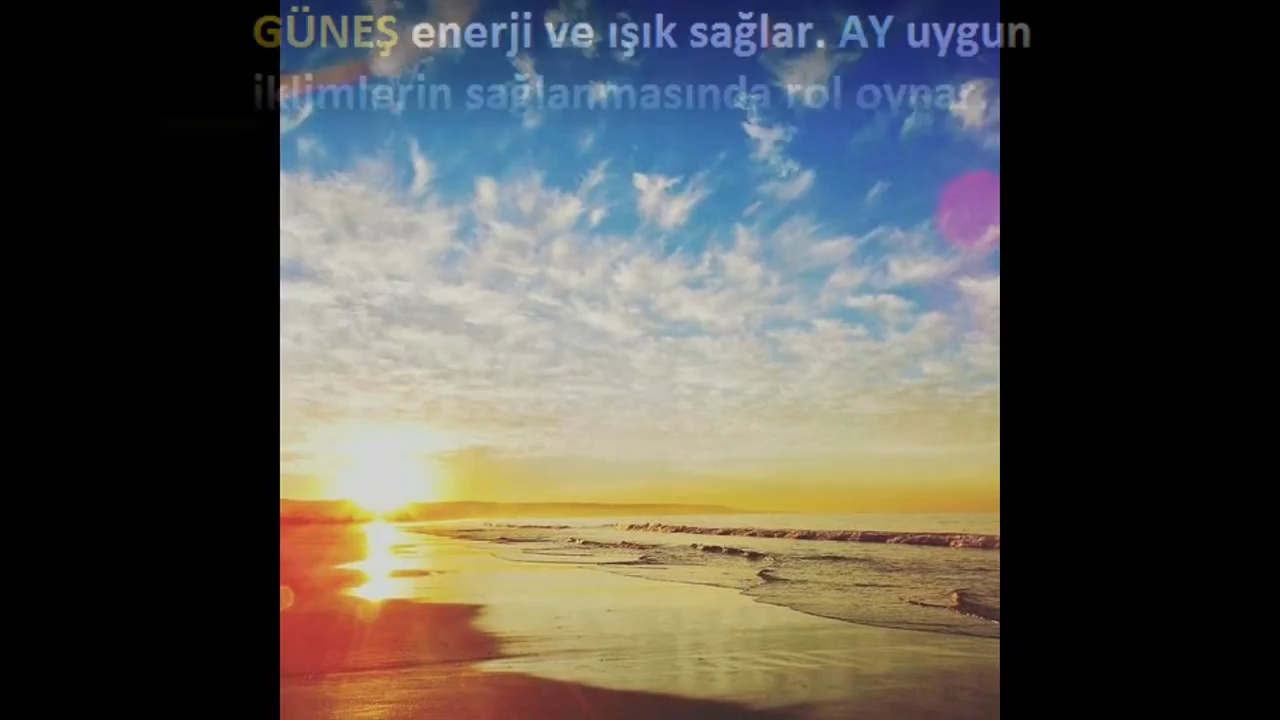 GÜNEŞ enerji ve ışık sağlar. AY uygun
iklimlerin sağlanmasında rol oynar.